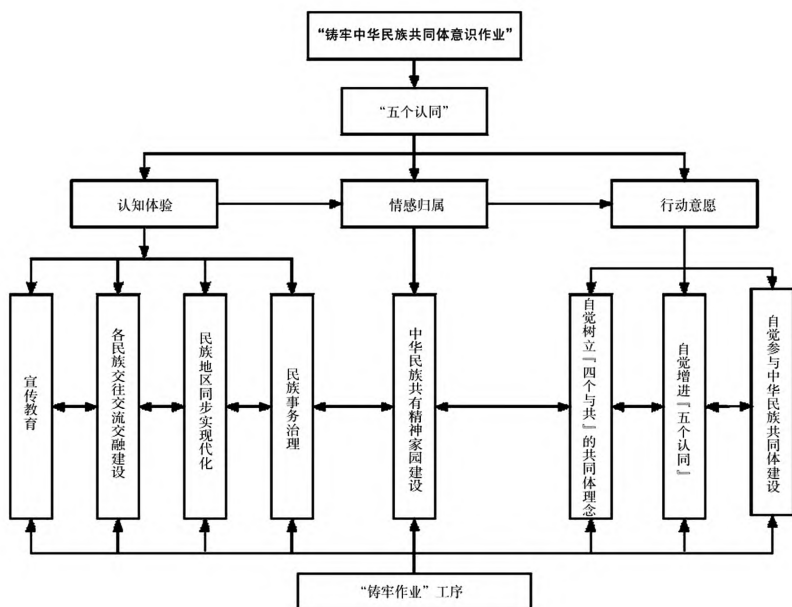 “铸牢中华民族共同体意识作业”
“五个认同”
认知体验
情感归属
行动意愿
宣传教育
各民族交往交流交融建设
民族地区同步实现代化
民族事务治理
中华民族共有精神家园建设
自觉树立『四个与共』的共同体理念
自觉增进『五个认同』
自觉参与中华民族共同体建设
“铸牢作业”工序